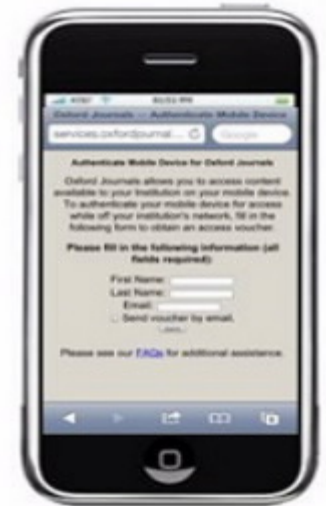 AT&T
Oxford Journals -- Authenticate Mobile Device
services.oxfordjournal... Google
Authenticate Mobile Device for Oxford Journals
Oxford Journals allows you to access content
available to your Institution on your mobile device.
To authenticate your mobile device for access
while off your institution's network, fill in the
following form to obtain an access voucher.
Please fill in the following information (all
fields required):
First Name:
Last Name:
Email:
Send voucher by email.
Please see our FAQs for additional assistance.